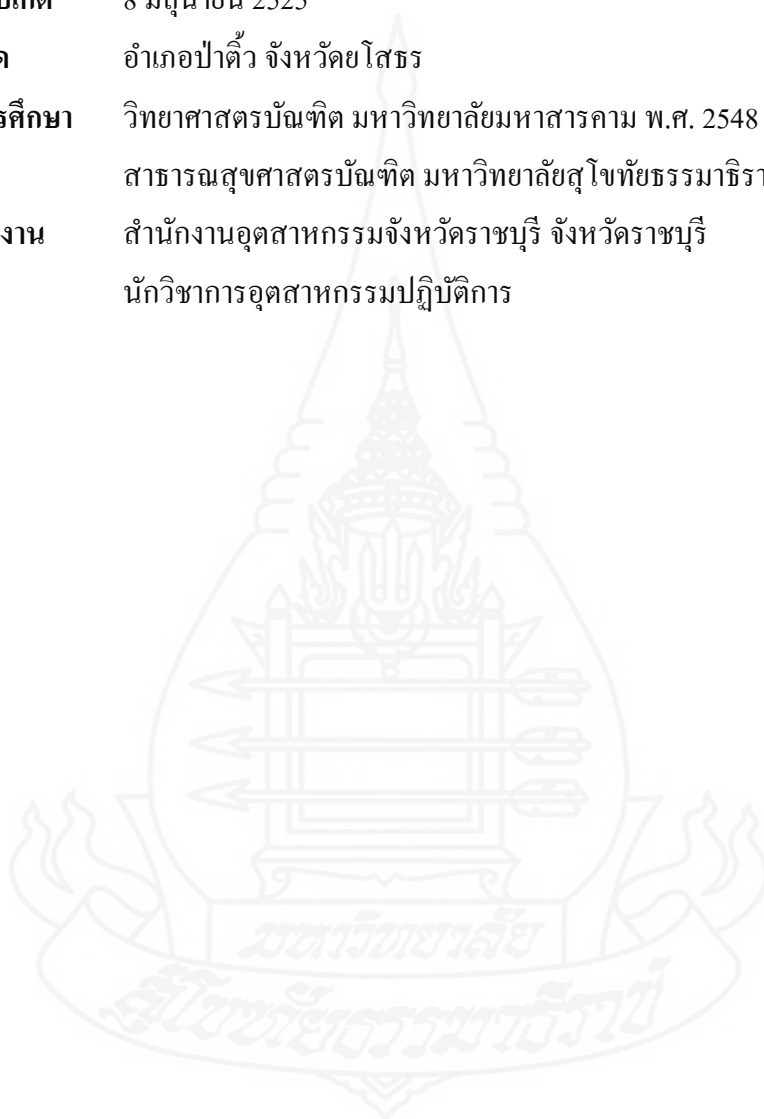 8 มิถุนายน 2525
อำเภอป่าติ้ว จังหวัดยโสธร
วิทยาศาสตรบัณฑิต มหาวิทยาลัยมหาสารคาม พ.ศ. 2548
สาธารณสุขศาสตรบัณฑิต
งาน สำนักงานอุตสาหกรรมจังหวัดราชบุรี จังหวัดราชบุรี
นักวิชาการอุตสาหกรรมปฏิบัติการ
มหาวิทยาลัย
สุโขทัยธรรมาธิราช